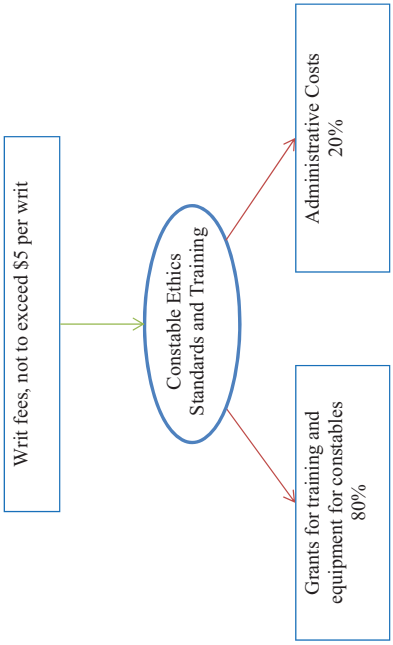 Writ fees, not to exceed $5 per writ
Constable Ethics
Standards and Training
Grants for training and
equipment for constables
80%
Administrative Costs
20%